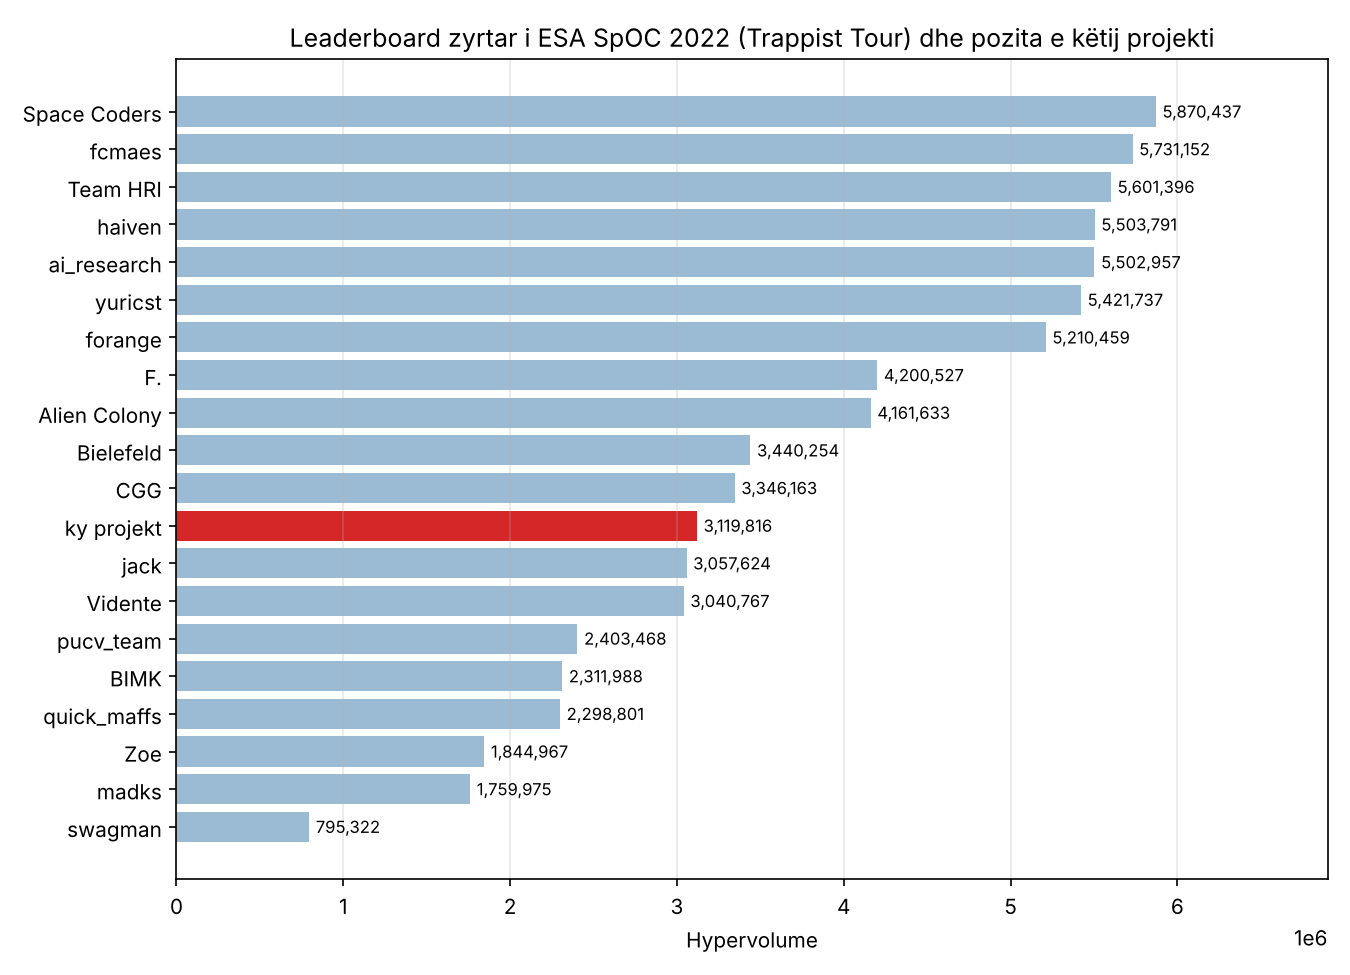 Leaderboard zyrtar i ESA SpOC 2022 (Trappist Tour) dhe pozita e këtij projekti
Space Coders 5,870,437
fcmaes 5,731,152
Team HRI 5,601,396
haiven 5,503,791
ai_research 5,502,957
yuricst 5,421,737
forange 5,210,459
F. 4,200,527
Alien Colony 4,161,633
Bielefeld 3,440,254
CGG 3,346,163
ky projekt 3,119,816
jack 3,057,624
Vidente 3,040,767
pucv_team 2,403,468
BIMK 2,311,988
quick_maffs 2,298,801
Zoe 1,844,967
madks 1,759,975
swagman 795,322
0 1 2 3 4 5 6
Hypervolume 1e6